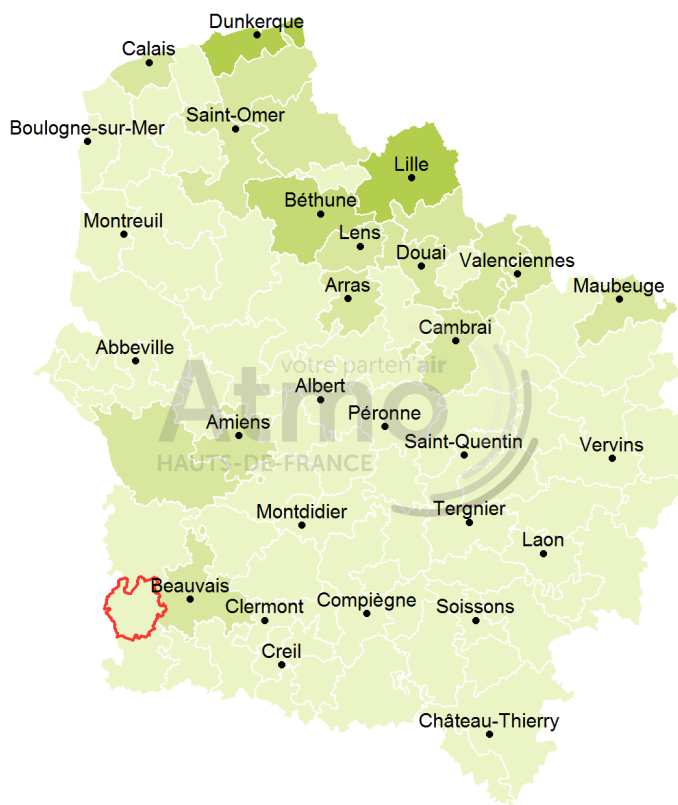 Dunkerque
Calais
Saint-Omer
Boulogne-sur-Mer
Lille
Béthune
Montreuil
Lens
Douai
Valenciennes
Arras
Maubeuge
Cambrai
Abbeville
votre parten'air
Albert
Atmo
Péronne
Amiens
Saint-Quentin
Vervins
HAUTS-DE-FRANCE
Montdidier
Tergnier
Laon
Beauvais
Clermont
Compiègne
Soissons
Creil
Château-Thierry